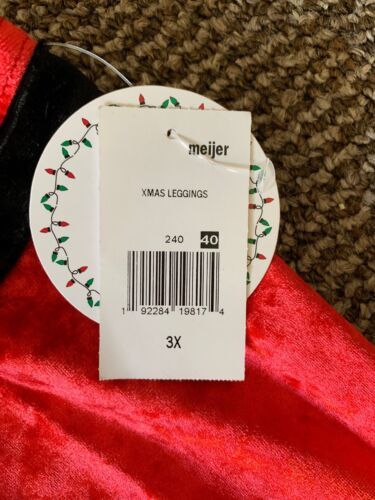 meijer
XMAS LEGGINGS
240 40
1 92284 19817 4
3X